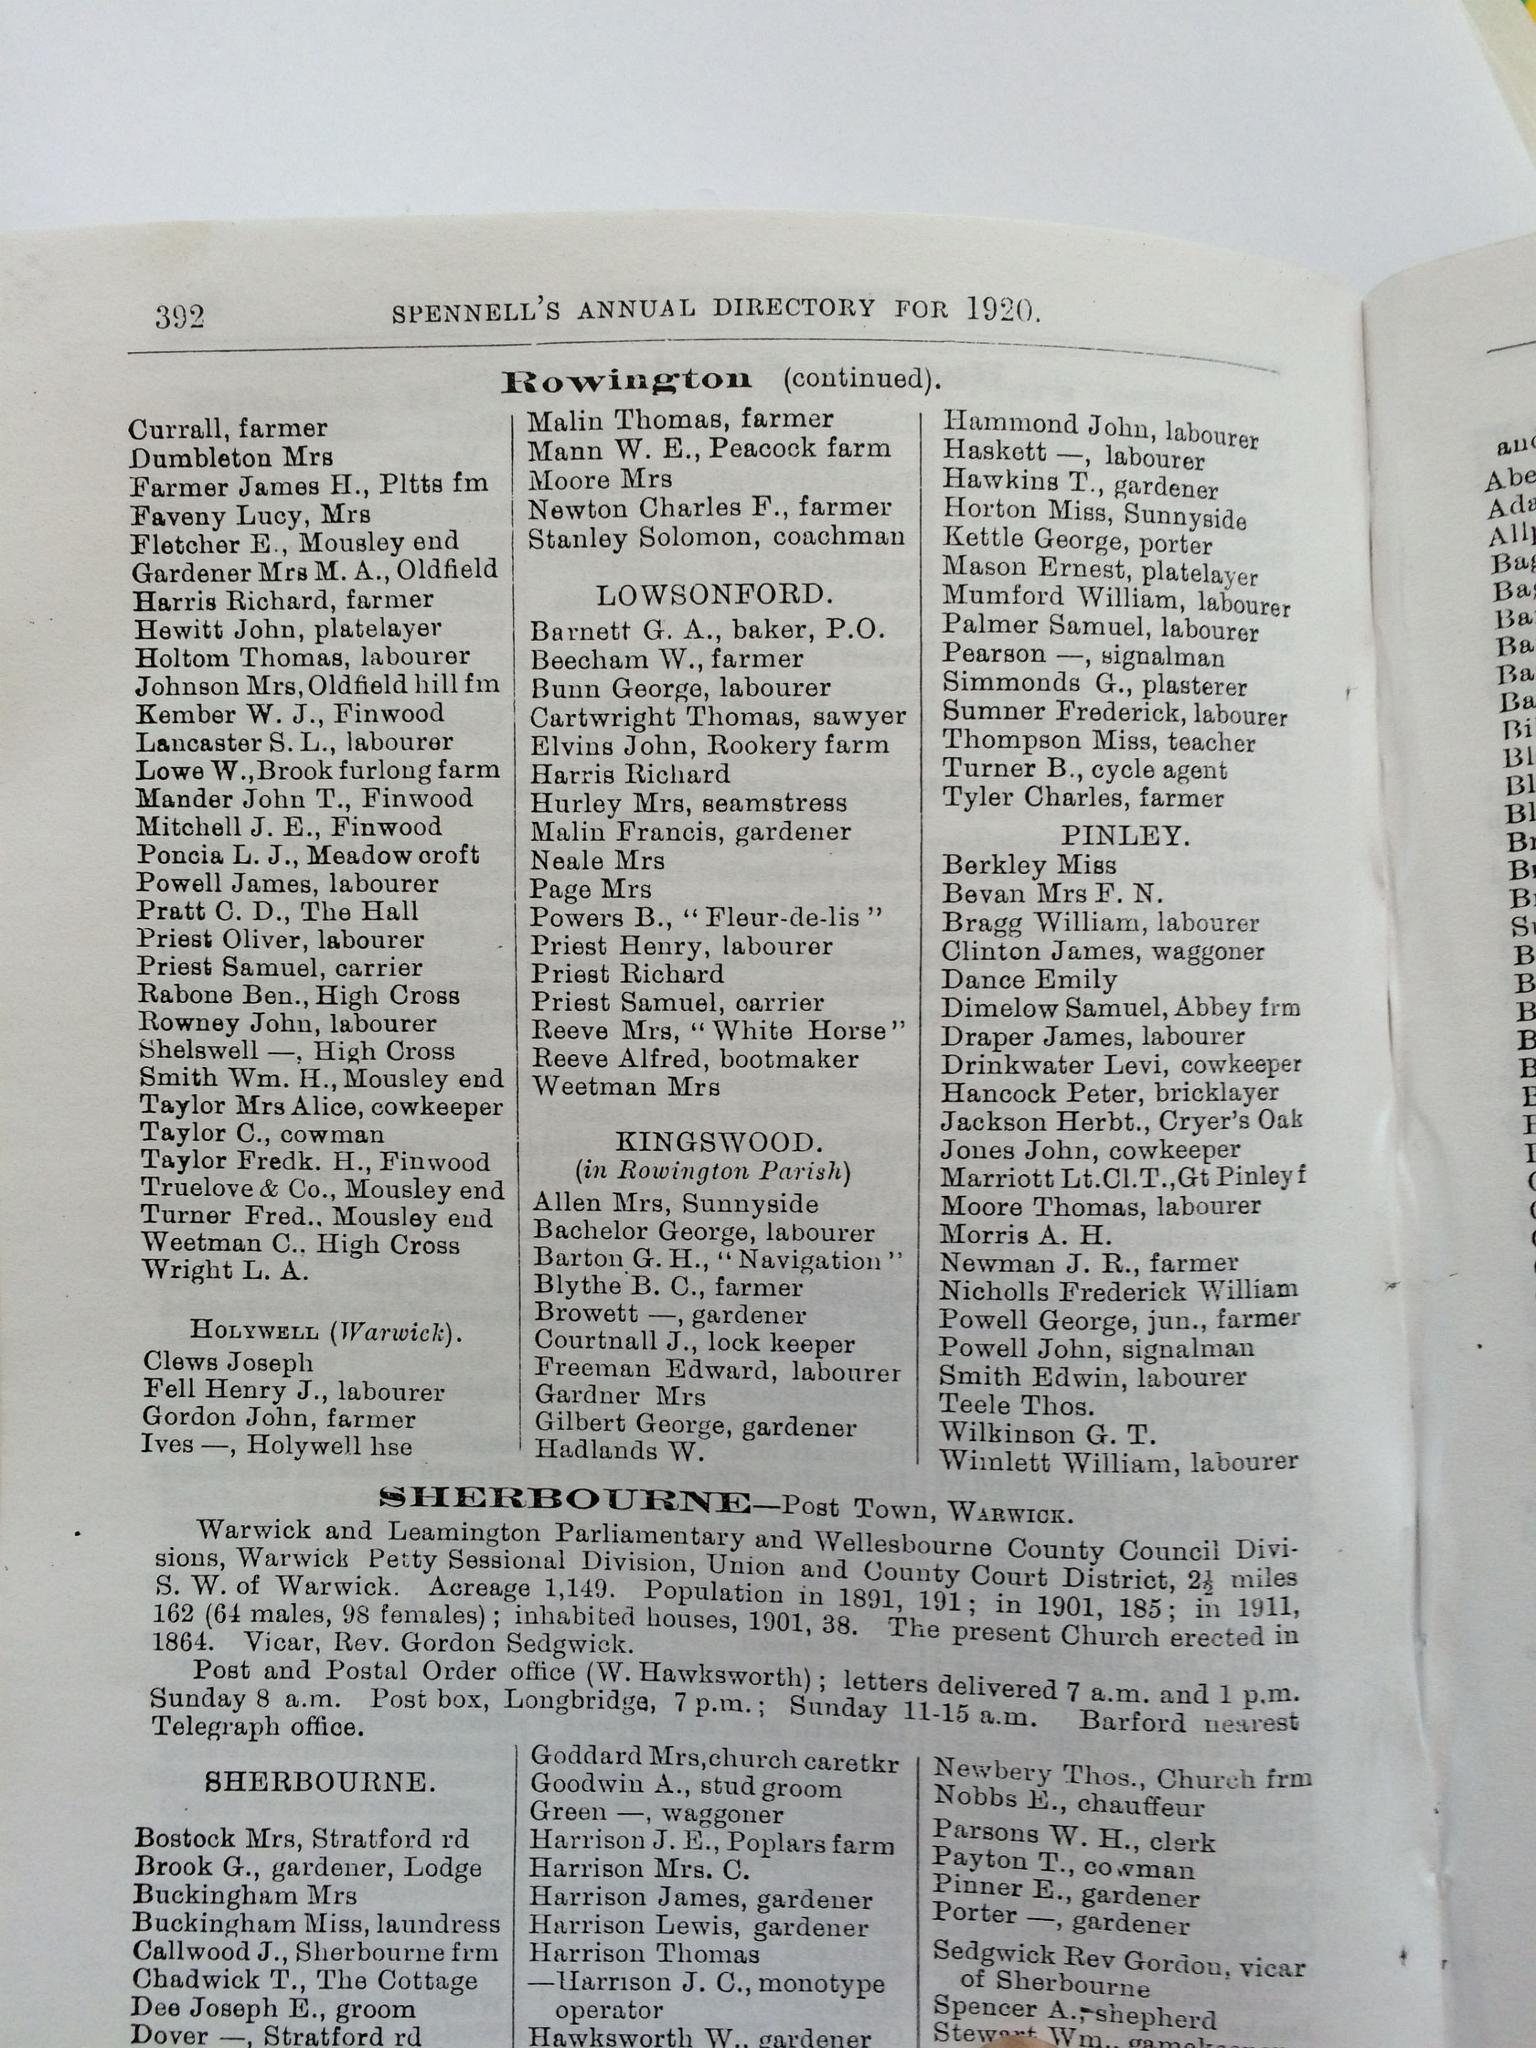 392
SPENNELL'S ANNUAL DIRECTORY FOR 1920.
Rowington (continued).
Currall, farmer
Dumbleton Mrs
Farmer James H., Pltts fm
Faveny Lucy, Mrs
Fletcher E., Mousley end
Gardener Mrs M. A., Oldfield
Harris Richard, farmer
Hewitt John, platelayer
Holtom Thomas, labourer
Johnson Mrs, Oldfield hill fm
Kember W. J., Finwood
Lancaster S. L., labourer
Lowe W., Brook furlong farm
Mander John T., Finwood
Mitchell J. E., Finwood
Poncia L. J., Meadow croft
Powell James, labourer
Pratt C. D., The Hall
Priest Oliver, labourer
Priest Samuel, carrier
Rabone Ben., High Cross
Rowney John, labourer
Shelswell —, High Cross
Smith Wm. H., Mousley end
Taylor Mrs Alice, cowkeeper
Taylor C., cowman
Taylor Fredk. H., Finwood
Truelove & Co., Mousley end
Turner Fred., Mousley end
Weetman C., High Cross
Wright L. A.
HOLYWELL (Warwick).
Clews Joseph
Fell Henry J., labourer
Gordon John, farmer
Ives —, Holywell hse
Malin Thomas, farmer
Mann W. E., Peacock farm
Moore Mrs
Newton Charles F., farmer
Stanley Solomon, coachman
LOWSONFORD.
Barnett G. A., baker, P.O.
Beecham W., farmer
Bunn George, labourer
Cartwright Thomas, sawyer
Elvins John, Rookery farm
Harris Richard
Hurley Mrs, seamstress
Malin Francis, gardener
Neale Mrs
Page Mrs
Powers B., "Fleur-de-lis"
Priest Henry, labourer
Priest Richard
Priest Samuel, carrier
Reeve Mrs, "White Horse"
Reeve Alfred, bootmaker
Weetman Mrs
KINGSWOOD.
(in Rowington Parish)
Allen Mrs, Sunnyside
Bachelor George, labourer
Barton G. H., "Navigation"
Blythe B. C., farmer
Browett —, gardener
Courtnall J., lock keeper
Freeman Edward, labourer
Gardner Mrs
Gilbert George, gardener
Hadlands W.
Hammond John, labourer
Haskett —, labourer
Hawkins T., gardener
Horton Miss, Sunnyside
Kettle George, porter
Mason Ernest, platelayer
Mumford William, labourer
Palmer Samuel, labourer
Pearson —, signalman
Simmonds G., plasterer
Sumner Frederick, labourer
Thompson Miss, teacher
Turner B., cycle agent
Tyler Charles, farmer
PINLEY.
Berkley Miss
Bevan Mrs F. N.
Bragg William, labourer
Clinton James, waggoner
Dance Emily
Dimelow Samuel, Abbey frm
Draper James, labourer
Drinkwater Levi, cowkeeper
Hancock Peter, bricklayer
Jackson Herbt., Cryer's Oak
Jones John, cowkeeper
Marriott Lt.Cl.T., Gt Pinley f
Moore Thomas, labourer
Morris A. H.
Newman J. R., farmer
Nicholls Frederick William
Powell George, jun., farmer
Powell John, signalman
Smith Edwin, labourer
Teele Thos.
Wilkinson G. T.
Wimlett William, labourer
SHERBOURNE—POST TOWN, WARWICK.
Warwick and Leamington Parliamentary and Wellesbourne County Council Divi-
sions, Warwick Petty Sessional Division, Union and County Court District, 2½ miles
S. W. of Warwick. Acreage 1,149. Population in 1891, 191; in 1901, 185; in 1911,
162 (64 males, 98 females); inhabited houses, 1901, 38. The present Church erected in
1864. Vicar, Rev. Gordon Sedgwick.
Post and Postal Order office (W. Hawksworth); letters delivered 7 a.m. and 1 p.m.
Sunday 8 a.m. Post box, Longbridge, 7 p.m.; Sunday 11-15 a.m. Barford nearest
Telegraph office.
SHERBOURNE.
Bostock Mrs, Stratford rd
Brook G., gardener, Lodge
Buckingham Mrs
Buckingham Miss, laundress
Callwood J., Sherbourne frm
Chadwick T., The Cottage
Dee Joseph E., groom
Dover —, Stratford rd
Goddard Mrs, church caretkr
Goodwin A., stud groom
Green —, waggoner
Harrison J. E., Poplars farm
Harrison Mrs. C.
Harrison James, gardener
Harrison Lewis, gardener
Harrison Thomas
—Harrison J. C., monotype
operator
Hawksworth W., gardener
Newbery Thos., Church frm
Nobbs E., chauffeur
Parsons W. H., clerk
Payton T., cowman
Pinner E., gardener
Porter —, gardener
Sedgwick Rev Gordon, vicar
of Sherbourne
Spencer A., shepherd
Stewart Wm.,